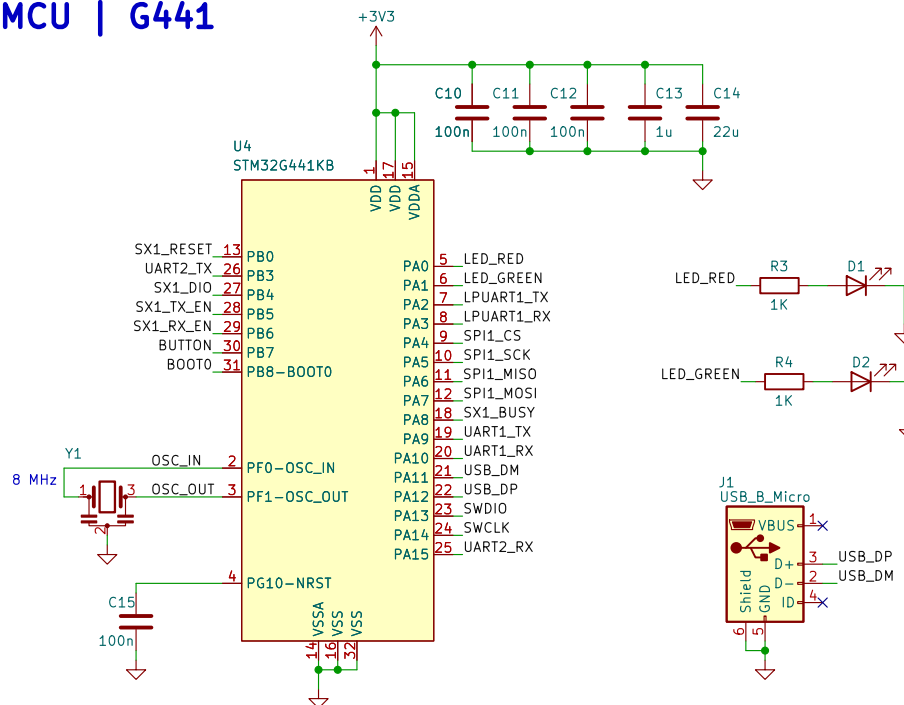 MCU | G441
+3V3
C10
C11
C12
C13
C14
100n
100n
100n
1u
22u
U4
STM32G441KB
1
17
15
VDD
VDD
VDDA
SX1_RESET 13 PB0
UART2_TX 26 PB3
SX1_DIO 27 PB4
SX1_TX_EN 28 PB5
SX1_RX_EN 29 PB6
BUTTON 30 PB7
BOOT0 31 PB8-BOOT0
PA0 5 LED_RED
PA1 6 LED_GREEN
PA2 7 LPUART1_TX
PA3 8 LPUART1_RX
PA4 9 SPI1_CS
PA5 10 SPI1_SCK
PA6 11 SPI1_MISO
PA7 12 SPI1_MOSI
PA8 18 SX1_BUSY
PA9 19 UART1_TX
PA10 20 UART1_RX
PA11 21 USB_DM
PA12 22 USB_DP
PA13 23 SWDIO
PA14 24 SWCLK
PA15 25 UART2_RX
Y1
8 MHz
1
3
2
OSC_IN 2 PF0-OSC_IN
OSC_OUT 3 PF1-OSC_OUT
4 PG10-NRST
C15
100n
VSSA
VSS
VSS
14
16
32
LED_RED
R3
1K
D1
LED_GREEN
R4
1K
D2
J1
USB_B_Micro
VBUS 1
D+ 3 USB_DP
D- 2 USB_DM
ID 4
Shield
GND
6
5